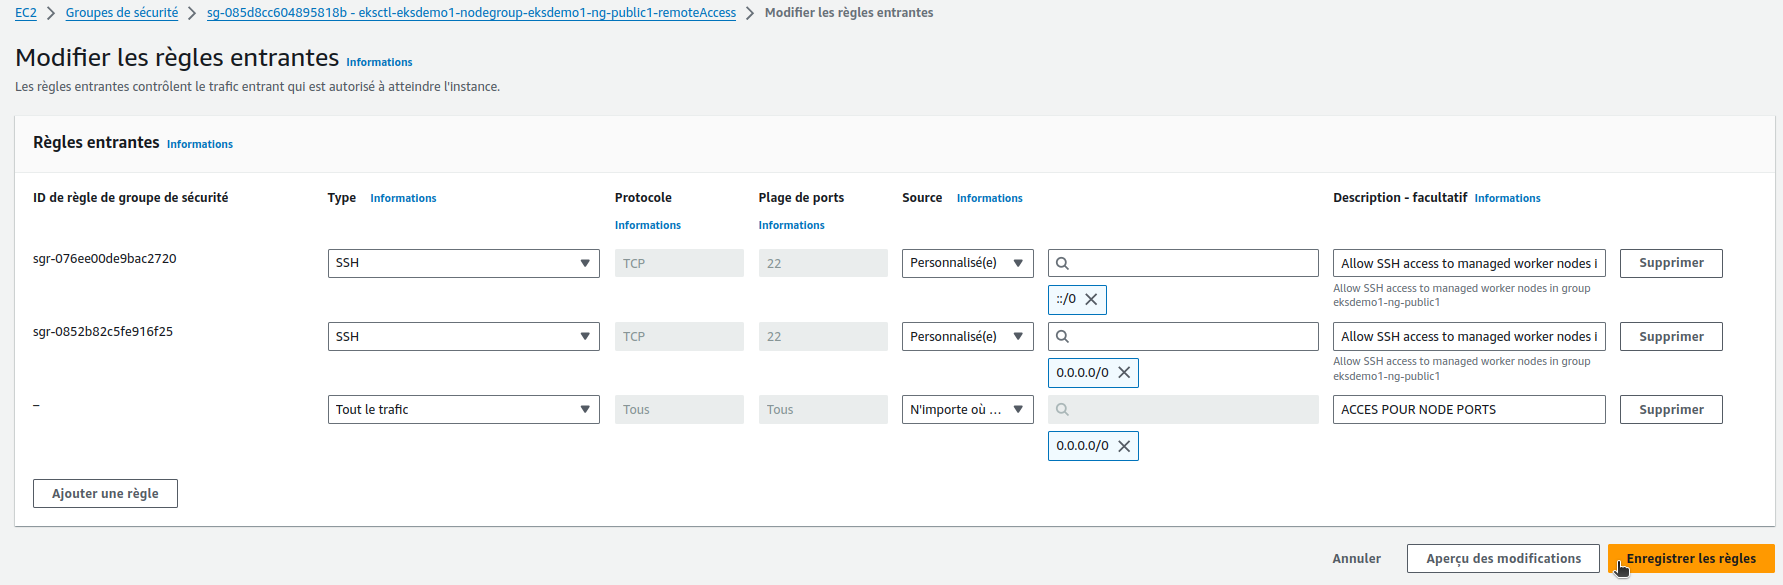 EC2 > Groupes de sécurité > sg-085d8cc604895818b - eksctl-eksdemo1-nodegroup-eksdemo1-ng-public1-remoteAccess > Modifier les règles entrantes
Modifier les règles entrantes Informations
Les règles entrantes contrôlent le trafic entrant qui est autorisé à atteindre l'instance.
Règles entrantes Informations
ID de règle de groupe de sécurité Type Informations Protocole Plage de ports Source Informations Description - facultatif Informations
Informations Informations
sgr-076ee00de9bac2720 SSH TCP 22 Personnalisé(e) Allow SSH access to managed worker nodes i Supprimer
::/0 Allow SSH access to managed worker nodes in group
eksdemo1-ng-public1
sgr-0852b82c5fe916f25 SSH TCP 22 Personnalisé(e) Allow SSH access to managed worker nodes i Supprimer
0.0.0.0/0 Allow SSH access to managed worker nodes in group
eksdemo1-ng-public1
– Tout le trafic Tous Tous N'importe où ... ACCES POUR NODE PORTS Supprimer
0.0.0.0/0
Ajouter une règle
Annuler Aperçu des modifications Enregistrer les règles